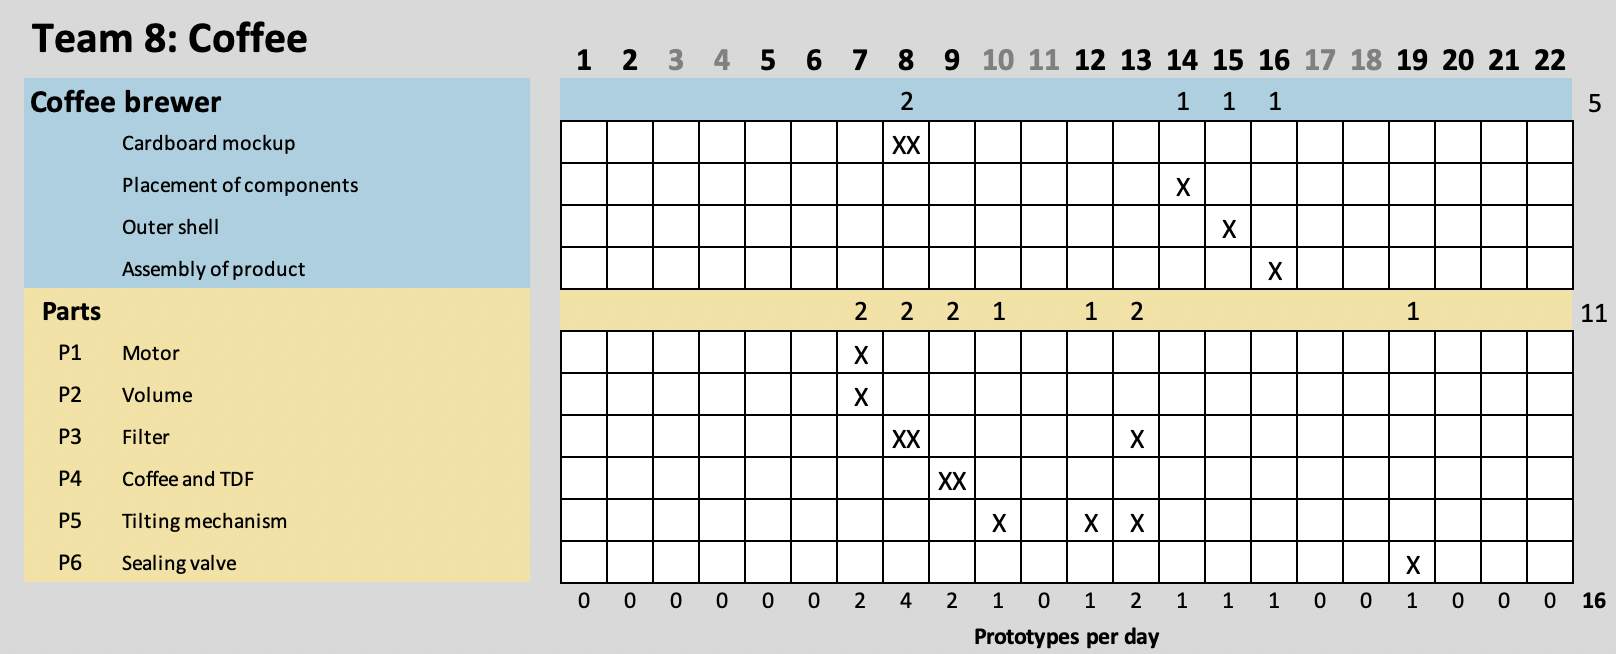 Team 8: Coffee
1 2 3 4 5 6 7 8 9 10 11 12 13 14 15 16 17 18 19 20 21 22
Coffee brewer 2 1 1 1 5
Cardboard mockup XX
Placement of components X
Outer shell X
Assembly of product X
Parts 2 2 2 1 1 2 1 11
P1 Motor X
P2 Volume X
P3 Filter XX X
P4 Coffee and TDF XX
P5 Tilting mechanism X X X
P6 Sealing valve X
0 0 0 0 0 0 2 4 2 1 0 1 2 1 1 1 0 0 1 0 0 0 16
Prototypes per day